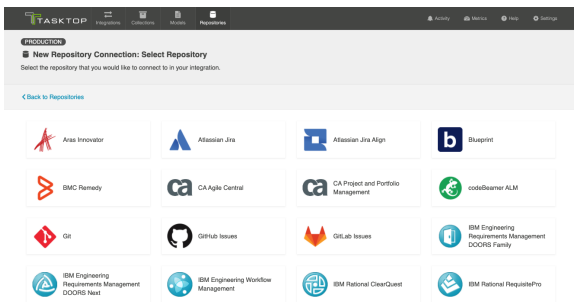 TASKTOP
Integrations
Collections
Models
Repositories
Activity
Metrics
Help
Settings
PRODUCTION
New Repository Connection: Select Repository
Select the repository that you would like to connect to in your integration.
Back to Repositories
Aras Innovator
Atlassian Jira
Atlassian Jira Align
b
Blueprint
BMC Remedy
ca
CA Agile Central
ca
CA Project and Portfolio
Management
codeBeamer ALM
Git
GitHub Issues
GitLab Issues
IBM Engineering
Requirements Management
DOORS Family
IBM Engineering
Requirements Management
DOORS Next
IBM Engineering Workflow
Management
IBM Rational ClearQuest
IBM Rational RequisitePro